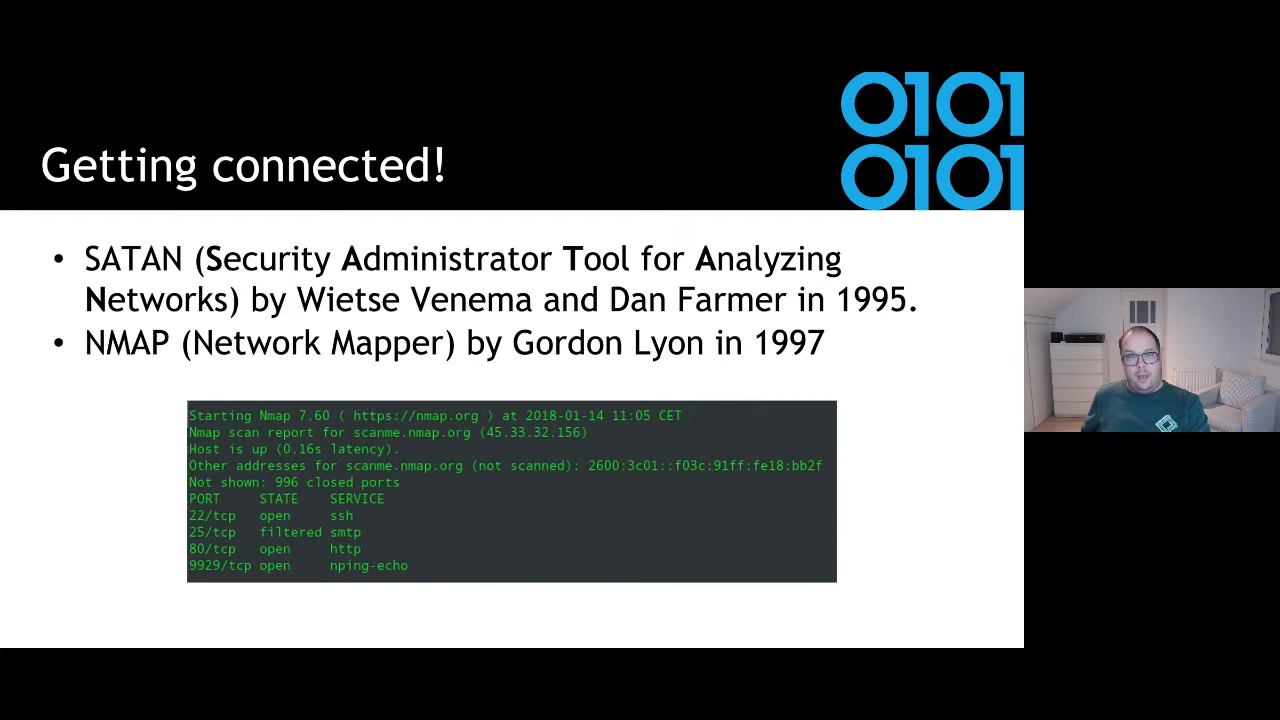 0101
0101
Getting connected!
• SATAN (Security Administrator Tool for Analyzing
Networks) by Wietse Venema and Dan Farmer in 1995.
• NMAP (Network Mapper) by Gordon Lyon in 1997
Starting Nmap 7.60 ( https://nmap.org ) at 2018-01-14 11:05 CET
Nmap scan report for scanme.nmap.org (45.33.32.156)
Host is up (0.16s latency).
Other addresses for scanme.nmap.org (not scanned): 2600:3c01::f03c:91ff:fe18:bb2f
Not shown: 996 closed ports
PORT STATE SERVICE
22/tcp open ssh
25/tcp filtered smtp
80/tcp open http
9929/tcp open nping-echo